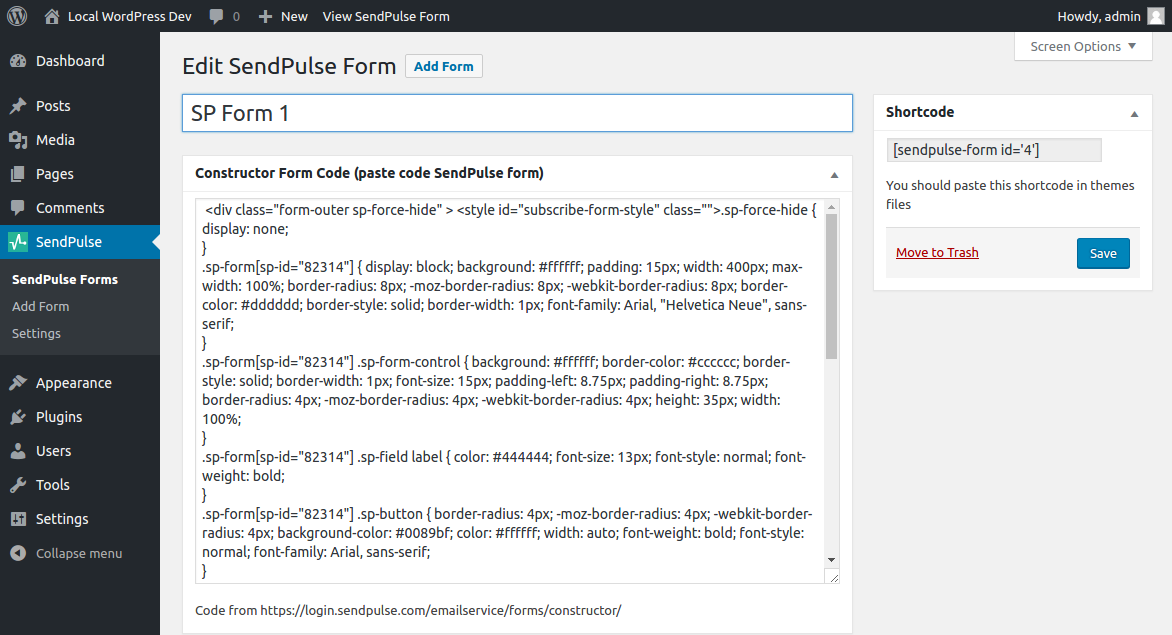 Local WordPress Dev 0 New View SendPulse Form Howdy, admin
Screen Options
Dashboard
Posts
Media
Pages
Comments
SendPulse
SendPulse Forms
Add Form
Settings
Appearance
Plugins
Users
Tools
Settings
Collapse menu
Edit SendPulse Form Add Form
SP Form 1
Constructor Form Code (paste code SendPulse form)
<div class="form-outer sp-force-hide" > <style id="subscribe-form-style" class="">.sp-force-hide {
display: none;
}
.sp-form[sp-id="82314"] { display: block; background: #ffffff; padding: 15px; width: 400px; max-
width: 100%; border-radius: 8px; -moz-border-radius: 8px; -webkit-border-radius: 8px; border-
color: #dddddd; border-style: solid; border-width: 1px; font-family: Arial, "Helvetica Neue", sans-
serif;
}
.sp-form[sp-id="82314"] .sp-form-control { background: #ffffff; border-color: #cccccc; border-
style: solid; border-width: 1px; font-size: 15px; padding-left: 8.75px; padding-right: 8.75px;
border-radius: 4px; -moz-border-radius: 4px; -webkit-border-radius: 4px; height: 35px; width:
100%;
}
.sp-form[sp-id="82314"] .sp-field label { color: #444444; font-size: 13px; font-style: normal; font-
weight: bold;
}
.sp-form[sp-id="82314"] .sp-button { border-radius: 4px; -moz-border-radius: 4px; -webkit-border-
radius: 4px; background-color: #0089bf; color: #ffffff; width: auto; font-weight: bold; font-style:
normal; font-family: Arial, sans-serif;
}
Code from https://login.sendpulse.com/emailservice/forms/constructor/
Shortcode
[sendpulse-form id='4']
You should paste this shortcode in themes
files
Move to Trash Save